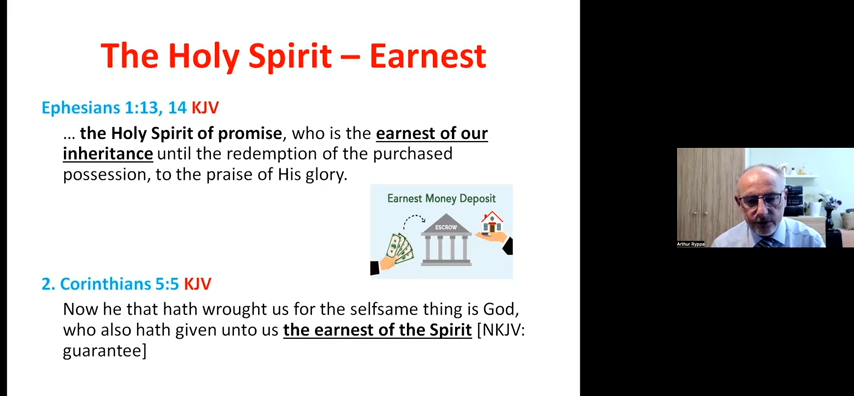 The Holy Spirit – Earnest
Ephesians 1:13, 14 KJV
... the Holy Spirit of promise, who is the earnest of our
inheritance until the redemption of the purchased
possession, to the praise of His glory.
Earnest Money Deposit
ESCROW
2. Corinthians 5:5 KJV
Now he that hath wrought us for the selfsame thing is God,
who also hath given unto us the earnest of the Spirit [NKJV:
guarantee]
Arthur Ryppa